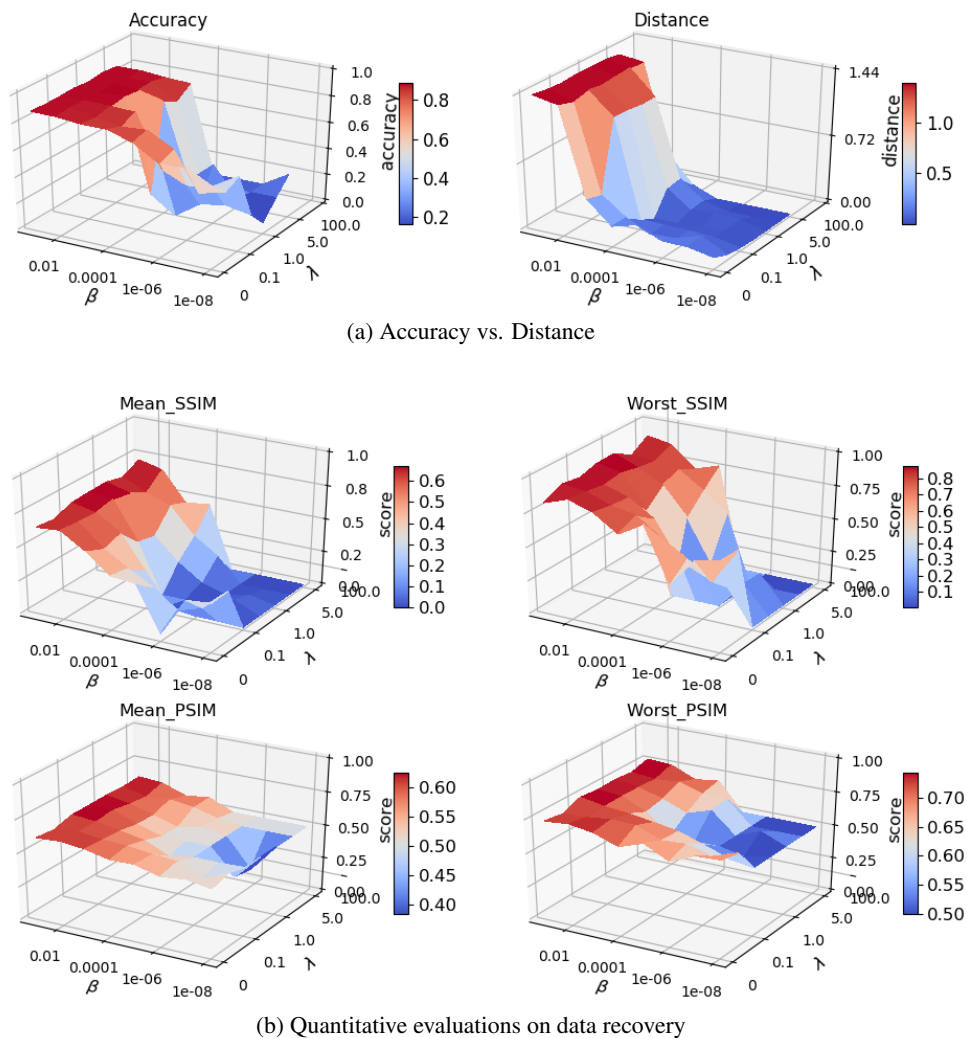 Accuracy
1.0
0.8
0.6
0.4
0.2
0.0
100.0
5.0
1.0
0.1
0
λ
0.01
0.0001
1e-06
1e-08
β
accuracy
0.8
0.6
0.4
0.2
Distance
1.44
0.72
0.00
100.0
5.0
1.0
0.1
0
λ
0.01
0.0001
1e-06
1e-08
β
distance
1.0
0.5
(a) Accuracy vs. Distance
Mean_SSIM
1.0
0.8
0.5
0.2
0.0
100.0
5.0
1.0
0.1
0
λ
0.01
0.0001
1e-06
1e-08
β
score
0.6
0.5
0.4
0.3
0.2
0.1
0.0
Worst_SSIM
1.00
0.75
0.50
0.25
0.00
100.0
5.0
1.0
0.1
0
λ
0.01
0.0001
1e-06
1e-08
β
score
0.8
0.7
0.6
0.5
0.4
0.3
0.2
0.1
Mean_PSIM
1.00
0.75
0.50
0.25
0.00
100.0
5.0
1.0
0.1
0
λ
0.01
0.0001
1e-06
1e-08
β
score
0.60
0.55
0.50
0.45
0.40
Worst_PSIM
1.00
0.75
0.50
0.25
0.00
100.0
5.0
1.0
0.1
0
λ
0.01
0.0001
1e-06
1e-08
β
score
0.70
0.65
0.60
0.55
0.50
(b) Quantitative evaluations on data recovery